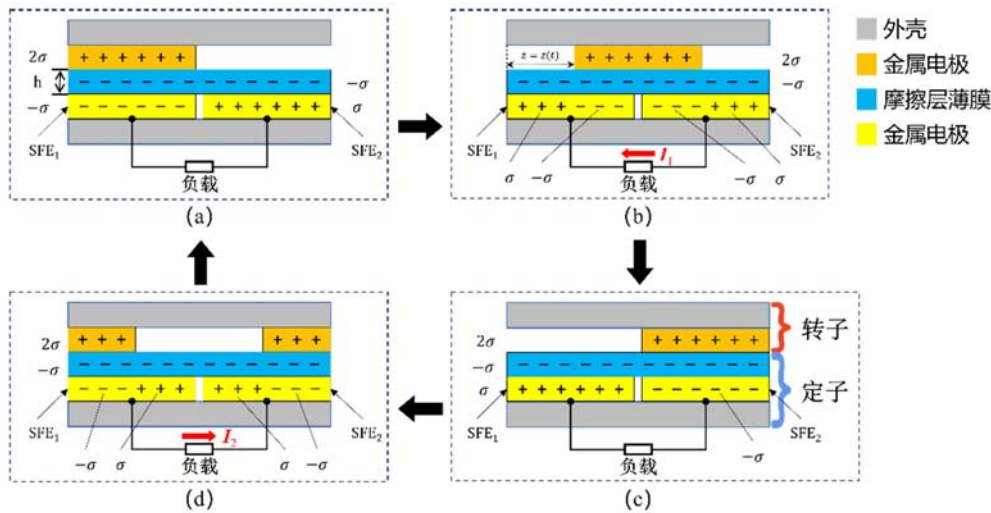 2σ
h
−σ
−σ
σ
SFE₁
SFE₂
负载
(a)
z = z(t)
2σ
−σ
SFE₁
SFE₂
σ
−σ
I₁
负载
−σ
σ
(b)
外壳
金属电极
摩擦层薄膜
金属电极
2σ
−σ
SFE₁
SFE₂
−σ
σ
I₂
负载
σ
−σ
(d)
2σ
−σ
σ
SFE₁
SFE₂
负载
−σ
(c)
转子
定子